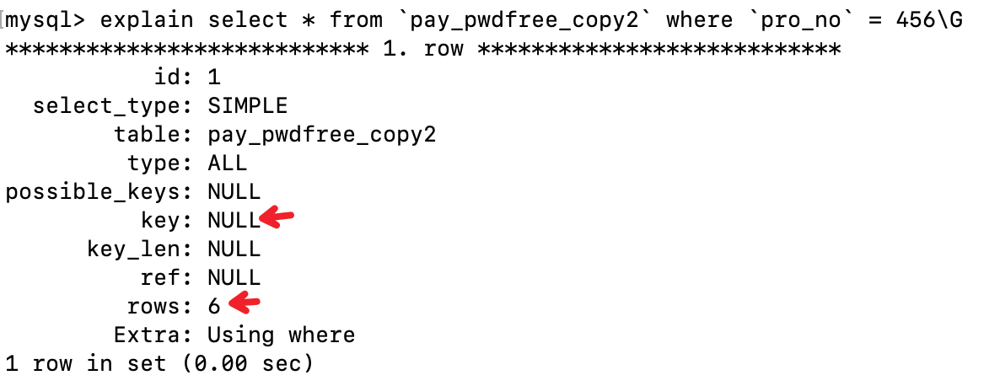 [mysql> explain select * from `pay_pwdfree_copy2` where `pro_no` = 456\G
*************************** 1. row ***************************
id: 1
select_type: SIMPLE
table: pay_pwdfree_copy2
type: ALL
possible_keys: NULL
key: NULL
key_len: NULL
ref: NULL
rows: 6
Extra: Using where
1 row in set (0.00 sec)